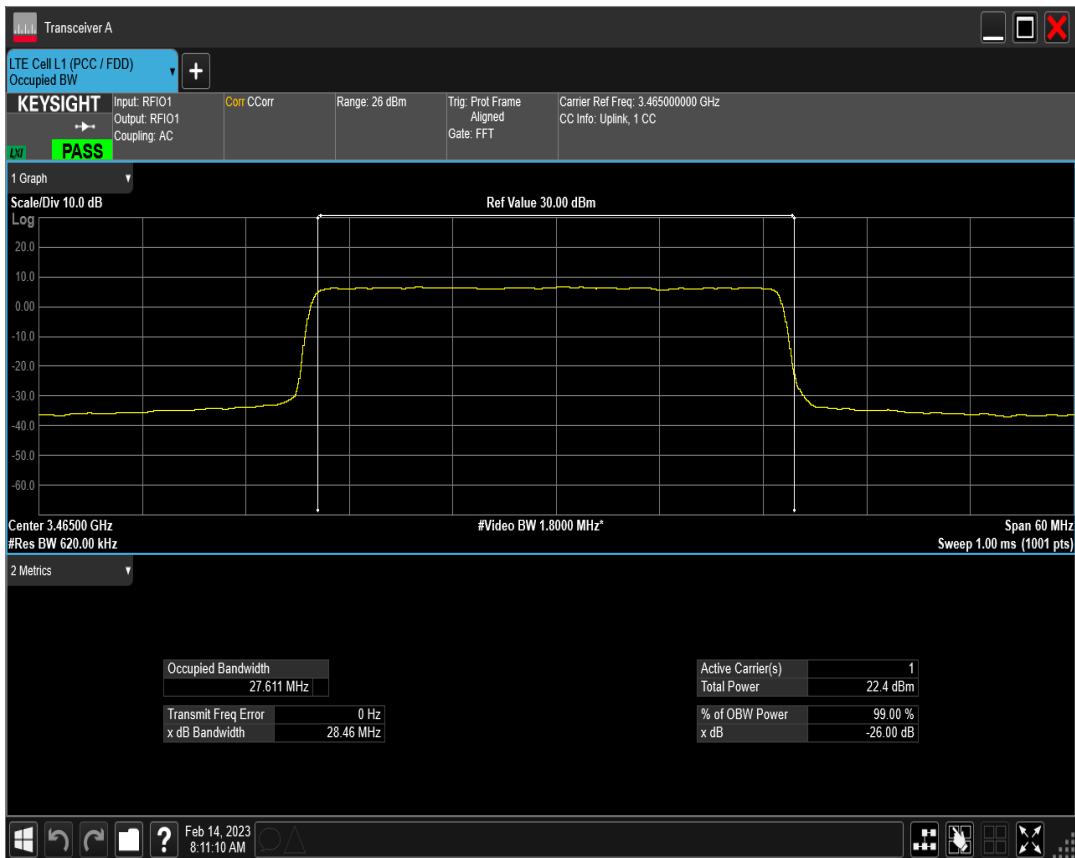 Transceiver A
LTE Cell L1 (PCC / FDD)
Occupied BW
KEYSIGHT
LXI
PASS
Input: RFIO1
Output: RFIO1
Coupling: AC
Corr CCorr
Range: 26 dBm
Trig: Prot Frame
Aligned
Gate: FFT
Carrier Ref Freq: 3.465000000 GHz
CC Info: Uplink, 1 CC
1 Graph
Scale/Div 10.0 dB
Ref Value 30.00 dBm
Log
20.0
10.0
0.00
-10.0
-20.0
-30.0
-40.0
-50.0
-60.0
Center 3.46500 GHz
#Video BW 1.8000 MHz*
Span 60 MHz
#Res BW 620.00 kHz
Sweep 1.00 ms (1001 pts)
2 Metrics
Occupied Bandwidth
27.611 MHz
Transmit Freq Error 0 Hz
x dB Bandwidth 28.46 MHz
Active Carrier(s) 1
Total Power 22.4 dBm
% of OBW Power 99.00 %
x dB -26.00 dB
?
Feb 14, 2023
8:11:10 AM